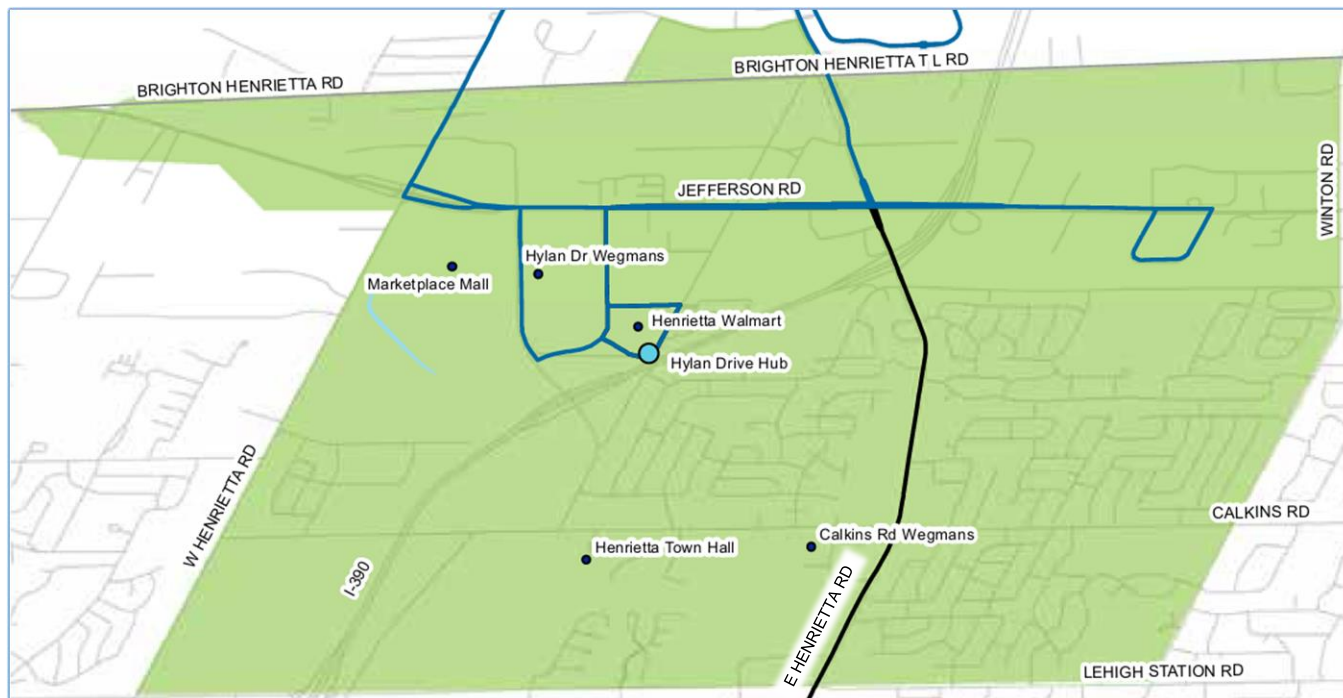 BRIGHTON HENRIETTA T L RD
BRIGHTON HENRIETTA RD
JEFFERSON RD
WINTON RD
Hylan Dr Wegmans
Marketplace Mall
Henrietta Walmart
Hylan Drive Hub
W HENRIETTA RD
CALKINS RD
Calkins Rd Wegmans
Henrietta Town Hall
I-390
E HENRIETTA RD
LEHIGH STATION RD